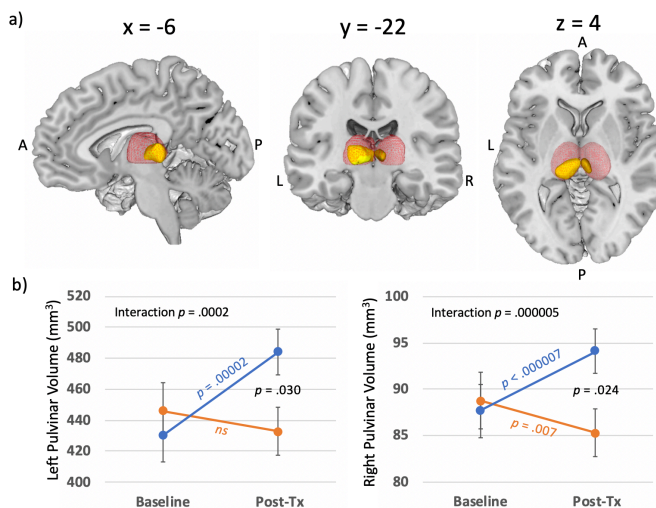 a)
x = -6
y = -22
z = 4
A
A
P
L
R
L
P
b)
Left Pulvinar Volume (mm³)
520
500
480
460
440
420
400
Interaction p = .0002
p = .00002
p = .030
ns
Baseline
Post-Tx
Right Pulvinar Volume (mm³)
100
95
90
85
80
Interaction p = .000005
p < .000007
p = .024
p = .007
Baseline
Post-Tx